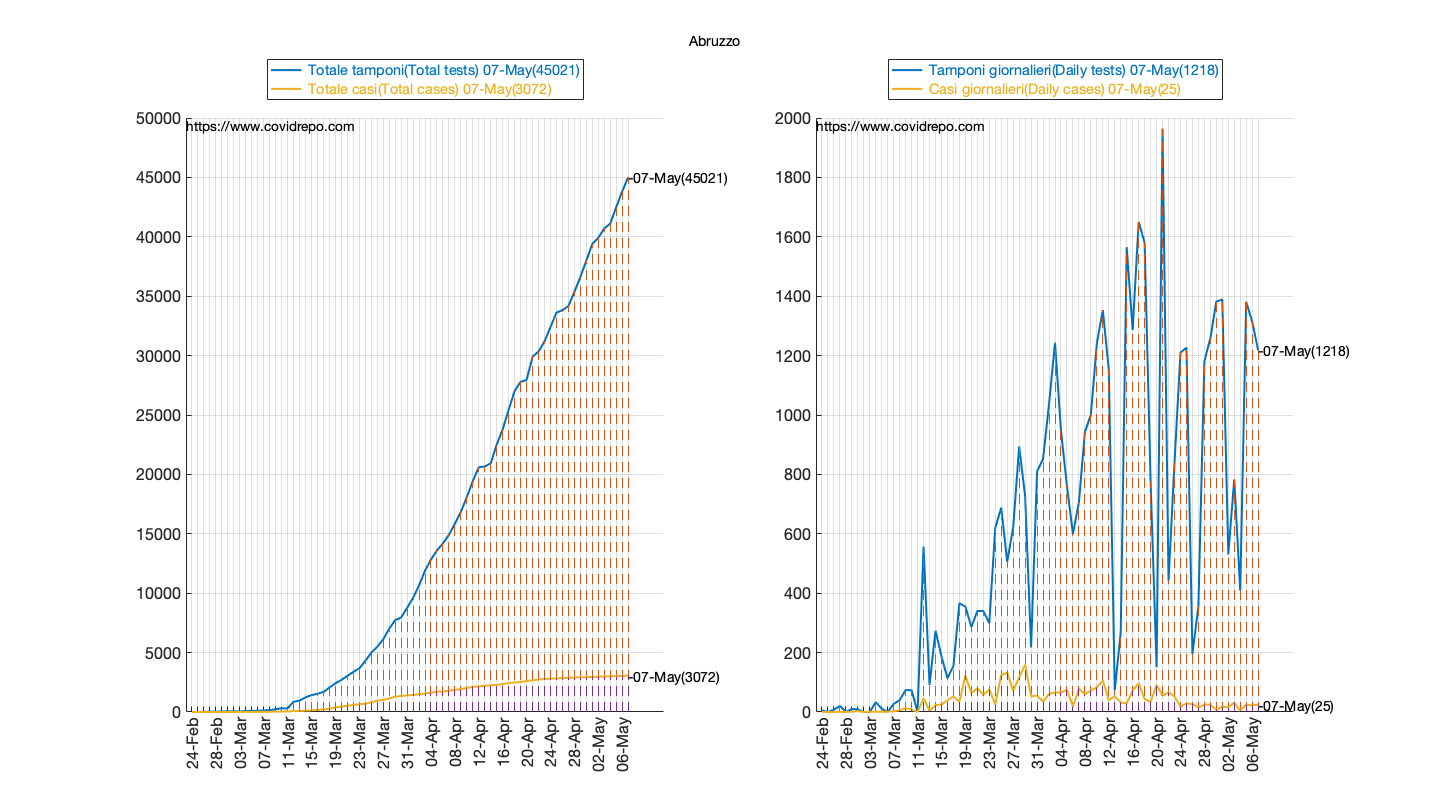 Abruzzo
Totale tamponi(Total tests) 07-May(45021)
Totale casi(Total cases) 07-May(3072)
https://www.covidrepo.com
50000
45000
40000
35000
30000
25000
20000
15000
10000
5000
0
-07-May(45021)
-07-May(3072)
24-Feb
28-Feb
03-Mar
07-Mar
11-Mar
15-Mar
19-Mar
23-Mar
27-Mar
31-Mar
04-Apr
08-Apr
12-Apr
16-Apr
20-Apr
24-Apr
28-Apr
02-May
06-May
Tamponi giornalieri(Daily tests) 07-May(1218)
Casi giornalieri(Daily cases) 07-May(25)
https://www.covidrepo.com
2000
1800
1600
1400
1200
1000
800
600
400
200
0
-07-May(1218)
-07-May(25)
24-Feb
28-Feb
03-Mar
07-Mar
11-Mar
15-Mar
19-Mar
23-Mar
27-Mar
31-Mar
04-Apr
08-Apr
12-Apr
16-Apr
20-Apr
24-Apr
28-Apr
02-May
06-May